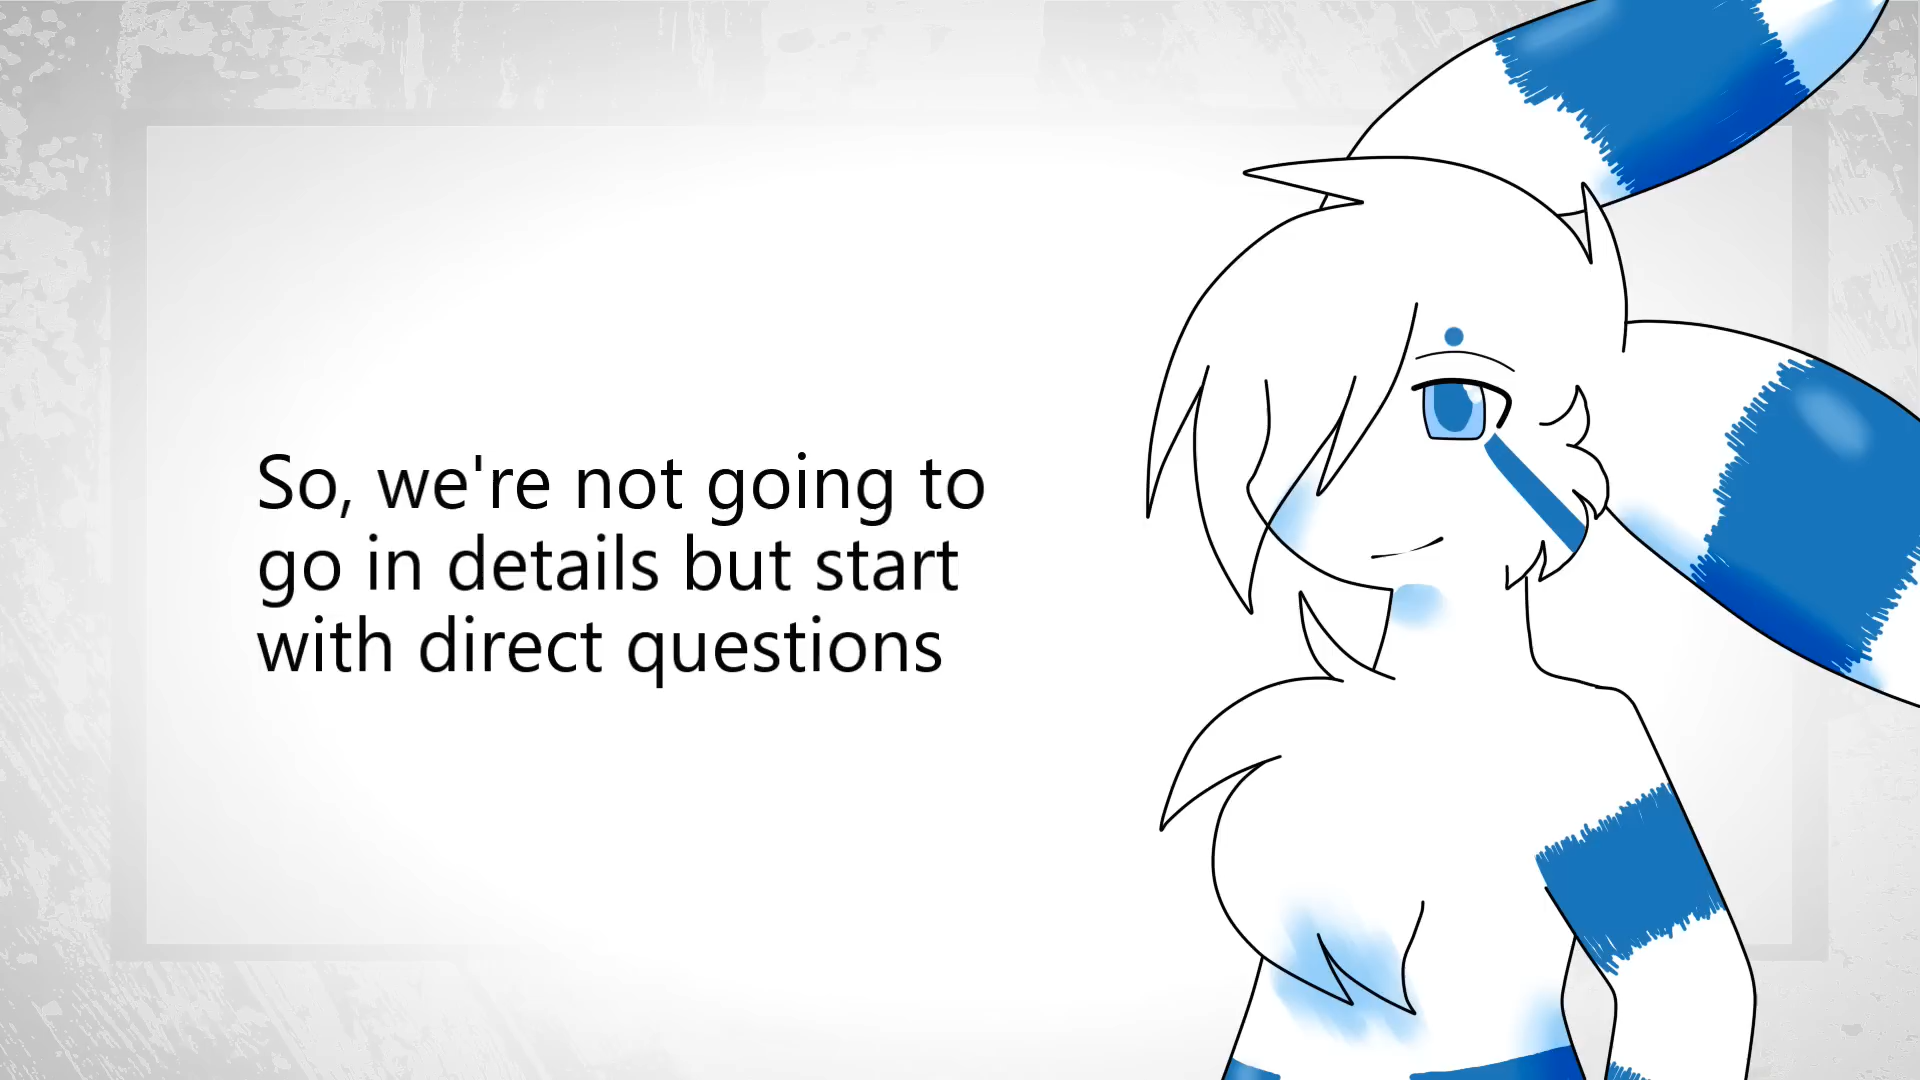 So, we're not going to
go in details but start
with direct questions